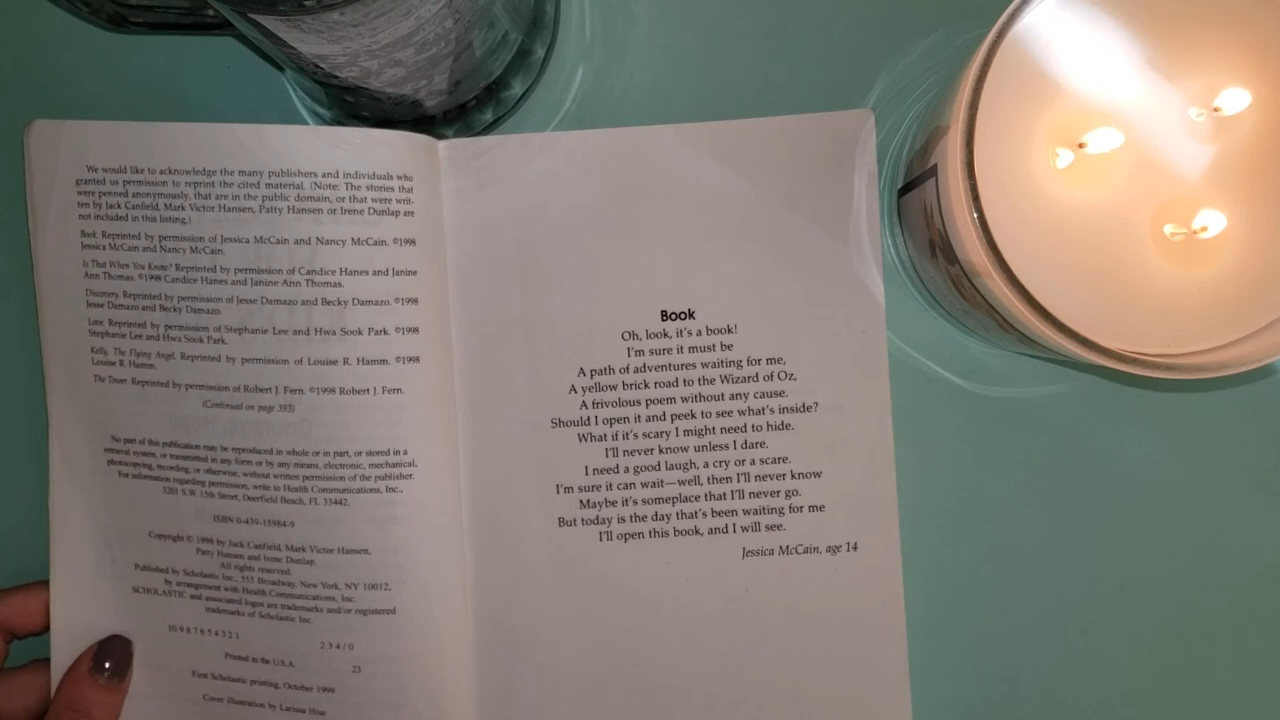 We would like to acknowledge the many publishers and individuals who
granted us permission to reprint the cited material. (Note: The stories that
were penned anonymously, that are in the public domain, or that were writ-
ten by Jack Canfield, Mark Victor Hansen, Patty Hansen or Irene Dunlap are
not included in this listing.)
Book. Reprinted by permission of Jessica McCain and Nancy McCain. ©1998
Jessica McCain and Nancy McCain.
Is That When You Knew? Reprinted by permission of Candice Hanes and Janine
Ann Thomas. ©1998 Candice Hanes and Janine Ann Thomas.
Discovery. Reprinted by permission of Jesse Damazo and Becky Damazo. ©1998
Jesse Damazo and Becky Damazo.
Love. Reprinted by permission of Stephanie Lee and Hwa Sook Park. ©1998
Stephanie Lee and Hwa Sook Park.
Kelly, The Flying Angel. Reprinted by permission of Louise R. Hamm. ©1998
Louise R. Hamm.
The Tower. Reprinted by permission of Robert J. Fern. ©1998 Robert J. Fern.
(Continued on page 393)
No part of this publication may be reproduced in whole or in part, or stored in a
retrieval system, or transmitted in any form or by any means, electronic, mechanical,
photocopying, recording, or otherwise, without written permission of the publisher.
For information regarding permission, write to Health Communications, Inc.,
3201 S.W. 15th Street, Deerfield Beach, FL 33442.
ISBN 0-439-15984-9
Copyright © 1998 by Jack Canfield, Mark Victor Hansen,
Patty Hansen and Irene Dunlap.
All rights reserved.
Published by Scholastic Inc., 555 Broadway, New York, NY 10012,
by arrangement with Health Communications, Inc.
SCHOLASTIC and associated logos are trademarks and/or registered
trademarks of Scholastic Inc.
10 9 8 7 6 5 4 3 2 1
2 3 4 / 0
Printed in the U.S.A.
23
First Scholastic printing, October 1999
Cover illustration by Larissa
Book
Oh, look, it's a book!
I'm sure it must be
A path of adventures waiting for me,
A yellow brick road to the Wizard of Oz,
A frivolous poem without any cause.
Should I open it and peek to see what's inside?
What if it's scary I might need to hide.
I'll never know unless I dare.
I need a good laugh, a cry or a scare.
I'm sure it can wait—well, then I'll never know
Maybe it's someplace that I'll never go.
But today is the day that's been waiting for me
I'll open this book, and I will see.
Jessica McCain, age 14